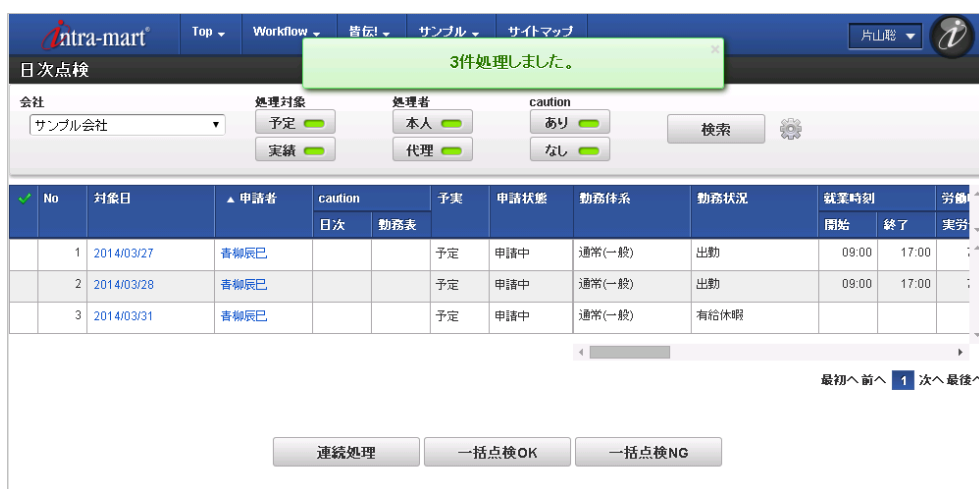 intra-mart Top Workflow 皆伝! サンプル サイトマップ 片山聡
3件処理しました。 ×
日次点検
会社 処理対象 処理者 caution
サンプル会社 予定 本人 あり 検索
実績 代理 なし
No 対象日 ▲ 申請者 caution 予実 申請状態 勤務体系 勤務状況 就業時刻
日次 勤務表 開始 終了 実労
1 2014/03/27 青柳辰巳 予定 申請中 通常(一般) 出勤 09:00 17:00
2 2014/03/28 青柳辰巳 予定 申請中 通常(一般) 出勤 09:00 17:00
3 2014/03/31 青柳辰巳 予定 申請中 通常(一般) 有給休暇
最初へ 前へ 1 次へ 最後へ
連続処理 一括点検OK 一括点検NG